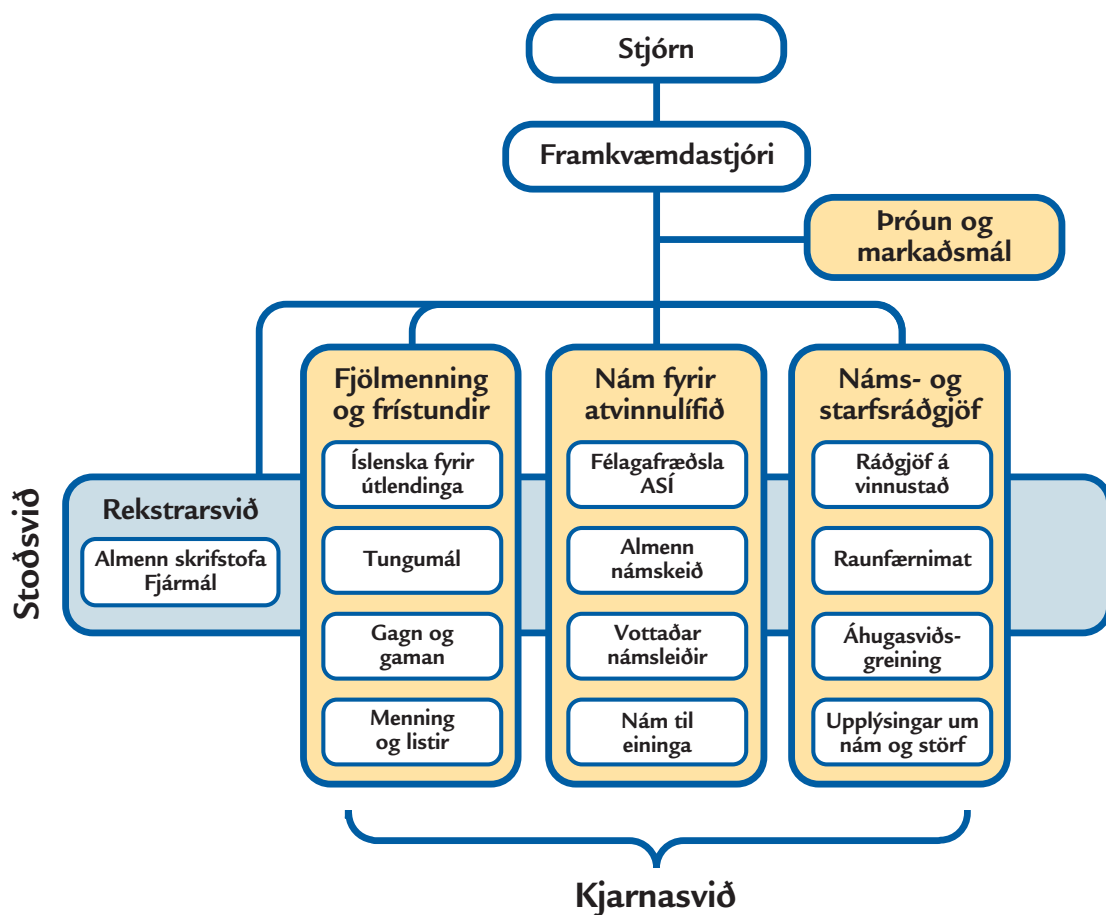 Stjórn
Framkvæmdastjóri
Þróun og
markaðsmál
Fjölmenning
og frístundir
Íslenska fyrir
útlendinga
Tungumál
Gagn og
gaman
Menning
og listir
Nám fyrir
atvinnulífið
Félagafræðsla
ASÍ
Almenn
námskeið
Vottaðar
námsleiðir
Nám til
eininga
Náms- og
starfsráðgjöf
Ráðgjöf á
vinnustað
Raunfærnimat
Áhugasviðs-
greining
Upplýsingar um
nám og störf
Stoðsvið
Rekstrarsvið
Almenn skrifstofa
Fjármál
Kjarnasvið